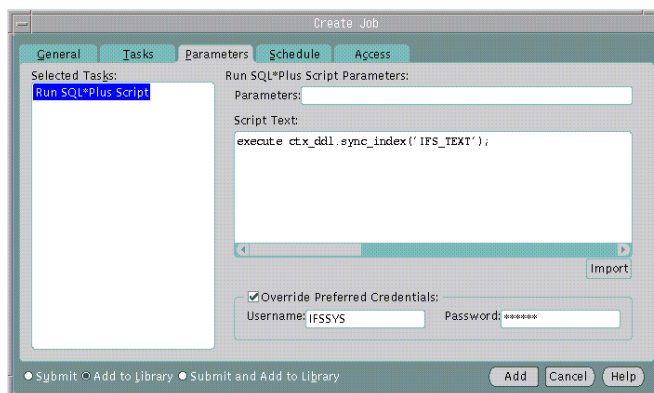 Create Job
General Tasks Parameters Schedule Access
Selected Tasks:
Run SQL*Plus Script
Run SQL*Plus Script Parameters:
Parameters:
Script Text:
execute ctx_ddl.sync_index('IFS_TEXT');
Import
Override Preferred Credentials:
Username: IFSSYS Password: ******
Submit Add to Library Submit and Add to Library
Add Cancel Help